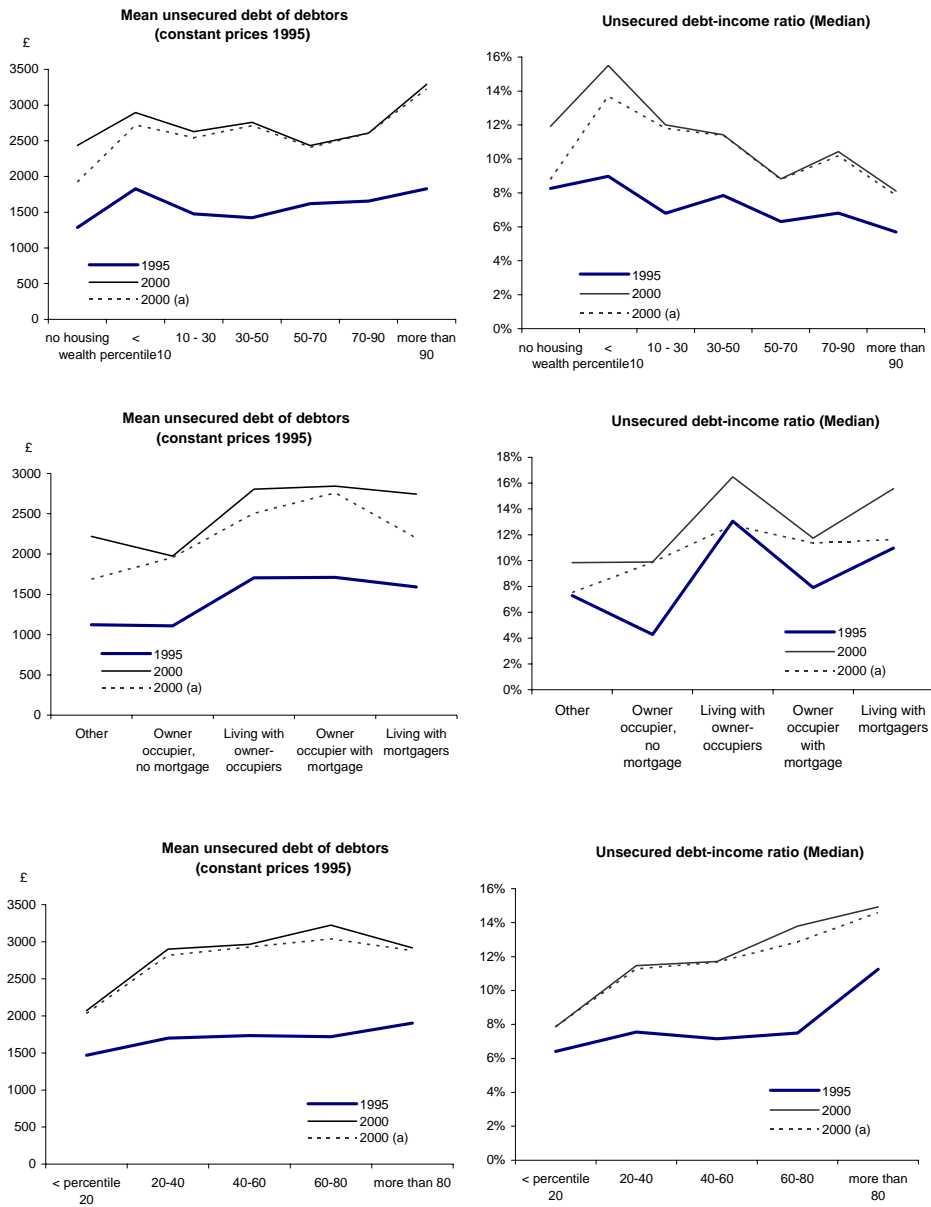 Mean unsecured debt of debtors
(constant prices 1995)
£
3500
3000
2500
2000
1500
1000
500
0
1995
2000
2000 (a)
no housing wealth
< percentile10
10 - 30
30-50
50-70
70-90
more than 90
Unsecured debt-income ratio (Median)
16%
14%
12%
10%
8%
6%
4%
2%
0%
1995
2000
2000 (a)
no housing wealth
< percentile10
10 - 30
30-50
50-70
70-90
more than 90
Mean unsecured debt of debtors
(constant prices 1995)
£
3000
2500
2000
1500
1000
500
0
1995
2000
2000 (a)
Other
Owner occupier, no mortgage
Living with owner-occupiers
Owner occupier with mortgage
Living with mortgagers
Unsecured debt-income ratio (Median)
18%
16%
14%
12%
10%
8%
6%
4%
2%
0%
1995
2000
2000 (a)
Other
Owner occupier, no mortgage
Living with owner-occupiers
Owner occupier with mortgage
Living with mortgagers
Mean unsecured debt of debtors
(constant prices 1995)
£
3500
3000
2500
2000
1500
1000
500
0
1995
2000
2000 (a)
< percentile 20
20-40
40-60
60-80
more than 80
Unsecured debt-income ratio (Median)
16%
14%
12%
10%
8%
6%
4%
2%
0%
1995
2000
2000 (a)
< percentile 20
20-40
40-60
60-80
more than 80